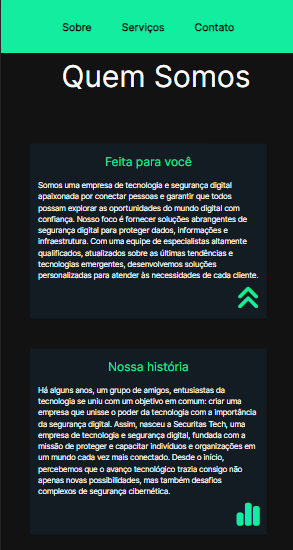 Sobre Serviços Contato
Quem Somos
Feita para você
Somos uma empresa de tecnologia e segurança digital
apaixonada por conectar pessoas e garantir que todos
possam explorar as oportunidades do mundo digital com
confiança. Nosso foco é fornecer soluções abrangentes de
segurança digital para proteger dados, informações e
infraestrutura. Com uma equipe de especialistas altamente
qualificados, atualizados sobre as últimas tendências e
tecnologias emergentes, desenvolvemos soluções
personalizadas para atender às necessidades de cada cliente.
Nossa história
Há alguns anos, um grupo de amigos, entusiastas da
tecnologia se uniu com um objetivo em comum: criar uma
empresa que unisse o poder da tecnologia com a importância
da segurança digital. Assim, nasceu a Securitas Tech, uma
empresa de tecnologia e segurança digital, fundada com a
missão de proteger e capacitar indivíduos e organizações em
um mundo cada vez mais conectado. Desde o início,
percebemos que o avanço tecnológico trazia consigo não
apenas novas possibilidades, mas também desafios
complexos de segurança cibernética.